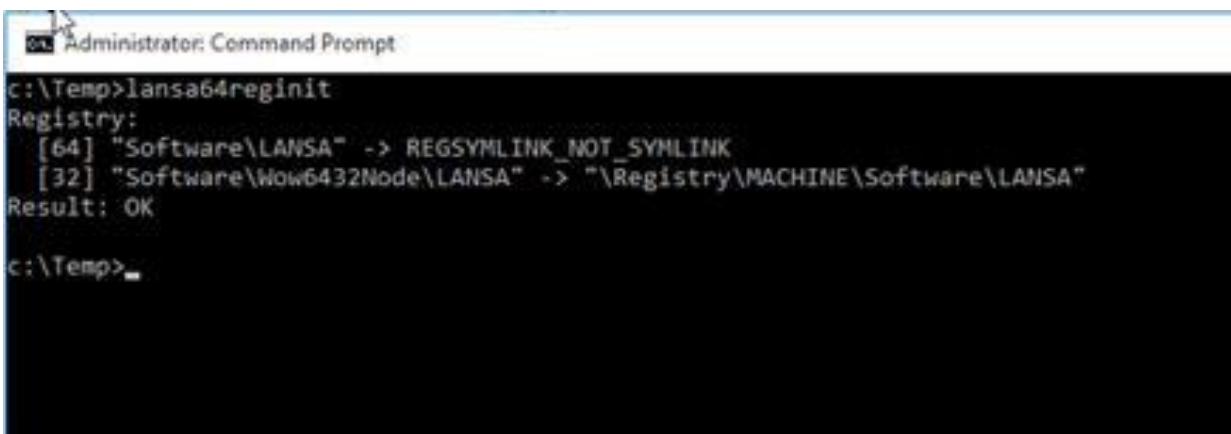 Administrator: Command Prompt
c:\Temp>lansa64reginit
Registry:
[64] "Software\LANSA" -> REGSYMLINK_NOT_SYMLINK
[32] "Software\Wow6432Node\LANSA" -> "\Registry\MACHINE\Software\LANSA"
Result: OK
c:\Temp>_